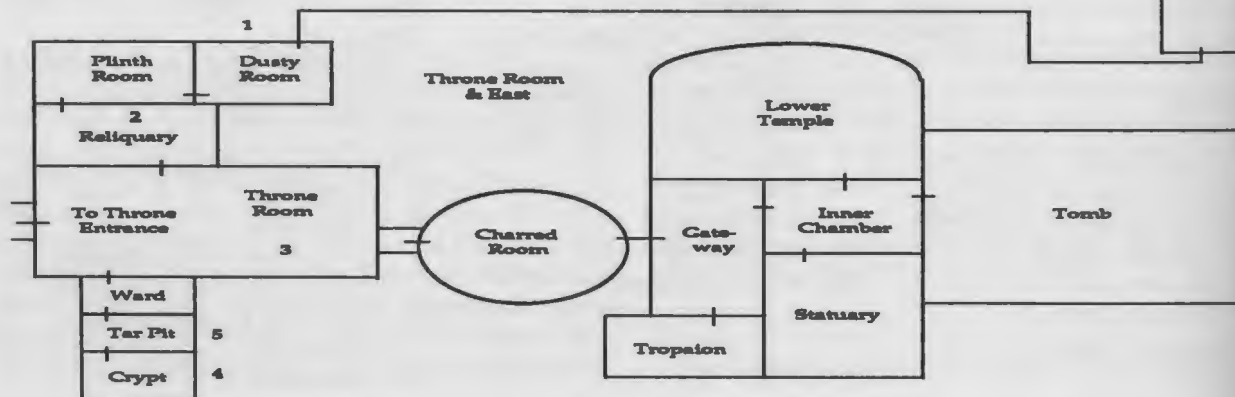 1
Plinth
Room
Dusty
Room
Throne Room
& East
Lower
Temple
2
Reliquary
To Throne
Entrance
Throne
Room
3
Charred
Room
Gate-
way
Inner
Chamber
Tomb
Ward
Tar Pit
5
Crypt
4
Statuary
Tropaion